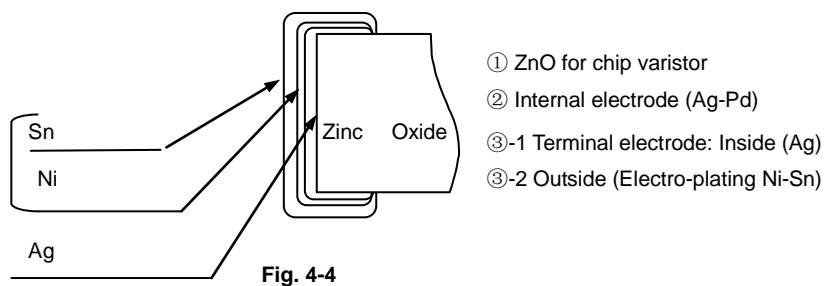 Sn
Ni
Ag
Zinc Oxide
① ZnO for chip varistor
② Internal electrode (Ag-Pd)
③-1 Terminal electrode: Inside (Ag)
③-2 Outside (Electro-plating Ni-Sn)
Fig. 4-4